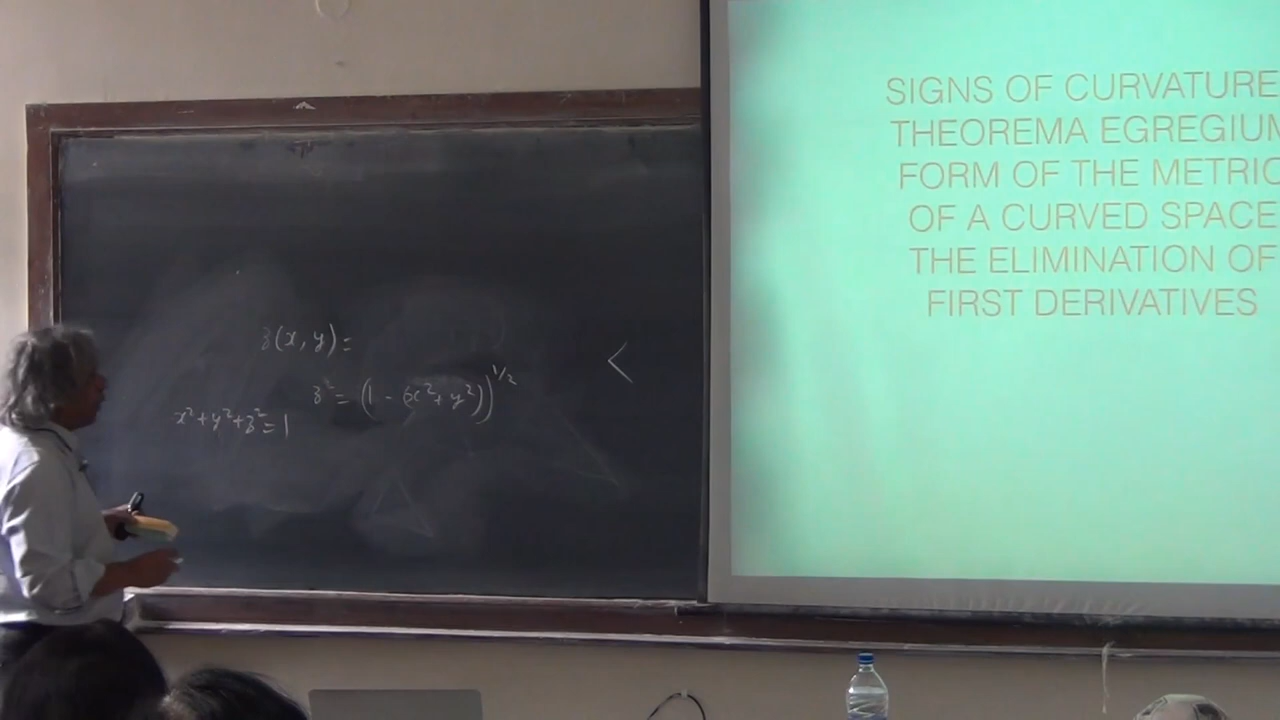 z(x, y) =
z² = (1 - (x² + y²))^1/2
x² + y² + z² = 1
<
SIGNS OF CURVATURE
THEOREMA EGREGIUM
FORM OF THE METRIC
OF A CURVED SPACE
THE ELIMINATION OF
FIRST DERIVATIVES